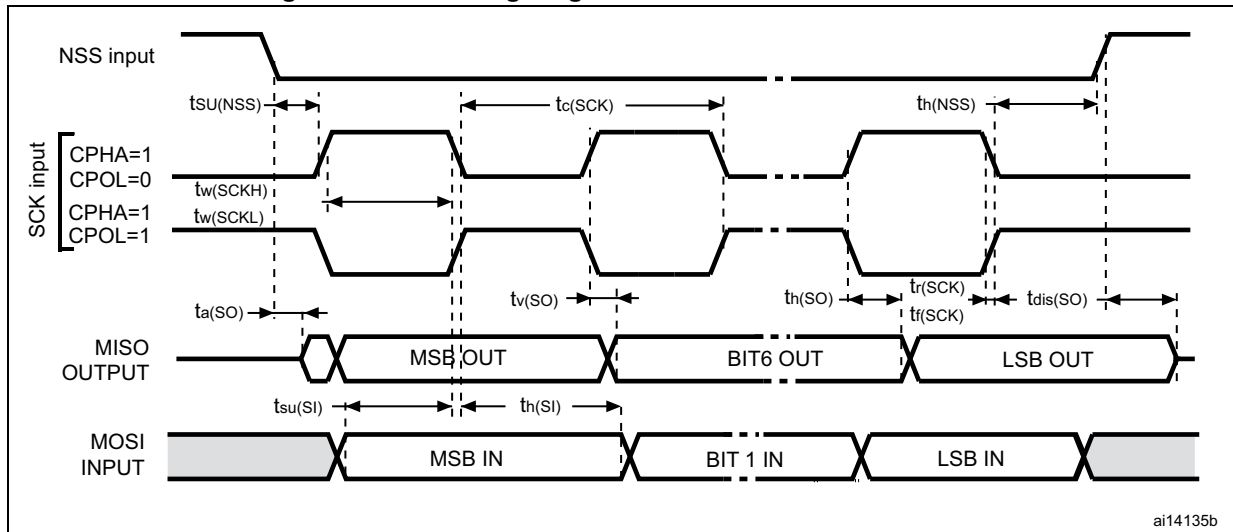 NSS input
tSU(NSS)
tc(SCK)
th(NSS)
SCK input
CPHA=1
CPOL=0
tw(SCKH)
CPHA=1
tw(SCKL)
CPOL=1
ta(SO)
tv(SO)
th(SO)
tr(SCK)
tf(SCK)
tdis(SO)
MISO
OUTPUT
MSB OUT
BIT6 OUT
LSB OUT
tsu(SI)
th(SI)
MOSI
INPUT
MSB IN
BIT 1 IN
LSB IN
ai14135b